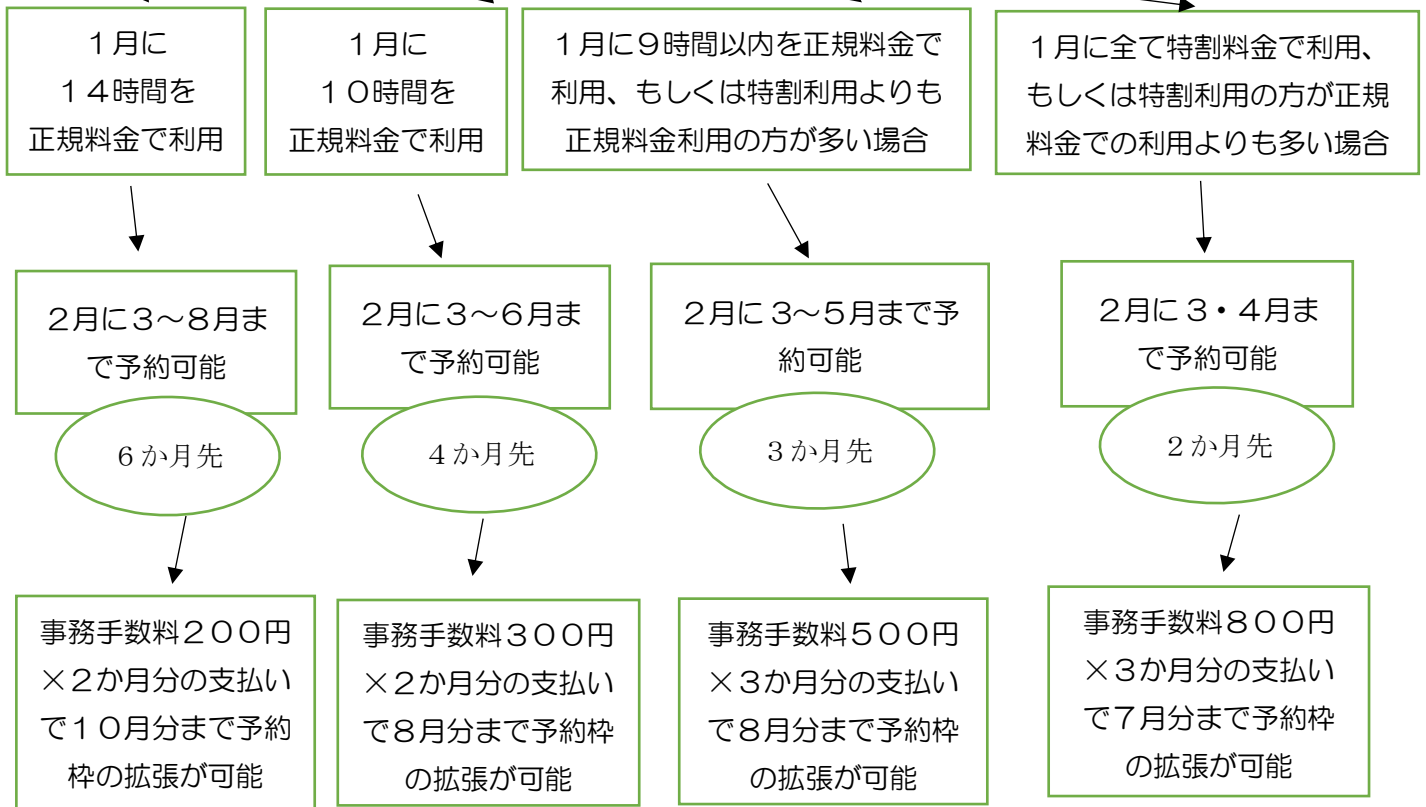 １月に
１４時間を
正規料金で利用
１月に
１０時間を
正規料金で利用
１月に９時間以内を正規料金で
利用、もしくは特割利用よりも
正規料金利用の方が多い場合
１月に全て特割料金で利用、
もしくは特割利用の方が正規
料金での利用よりも多い場合
２月に３～８月ま
で予約可能
２月に３～６月ま
で予約可能
２月に３～５月まで予
約可能
２月に３・４月ま
で予約可能
６か月先
４か月先
３か月先
２か月先
事務手数料２００円
×２か月分の支払い
で１０月分まで予約
枠の拡張が可能
事務手数料３００円
×２か月分の支払い
で８月分まで予約枠
の拡張が可能
事務手数料５００円
×３か月分の支払い
で８月分まで予約枠
の拡張が可能
事務手数料８００円
×３か月分の支払い
で７月分まで予約枠
の拡張が可能